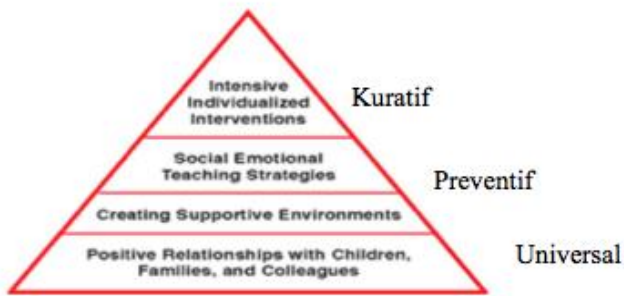 Intensive
Individualized
Interventions
Kuratif
Social Emotional
Teaching Strategies
Preventif
Creating Supportive Environments
Positive Relationships with Children,
Families, and Colleagues
Universal